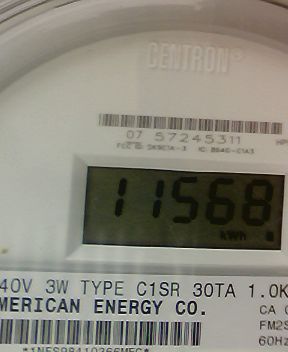 CENTRON®
07 57245311
11568
kWh
40V 3W TYPE C1SR 30TA 1.0K
MERICAN ENERGY CO.
CA
FM2S
60Hz